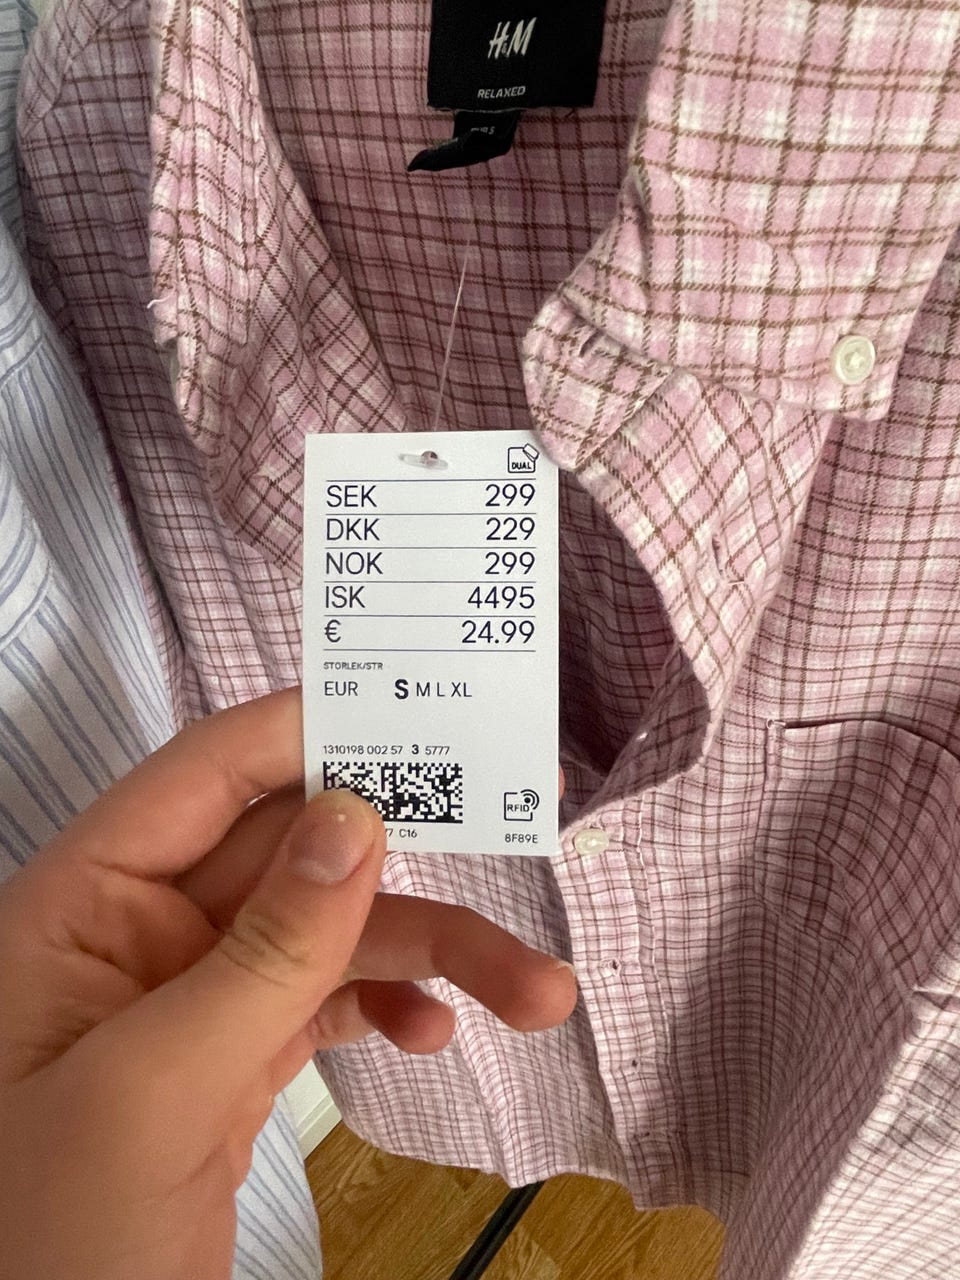 H&M
RELAXED
EUR S
DUAL
SEK 299
DKK 229
NOK 299
ISK 4495
€ 24.99
STORLEK/STR
EUR S M L XL
1310198 002 57 3 5777
RFID
C16
8F89E